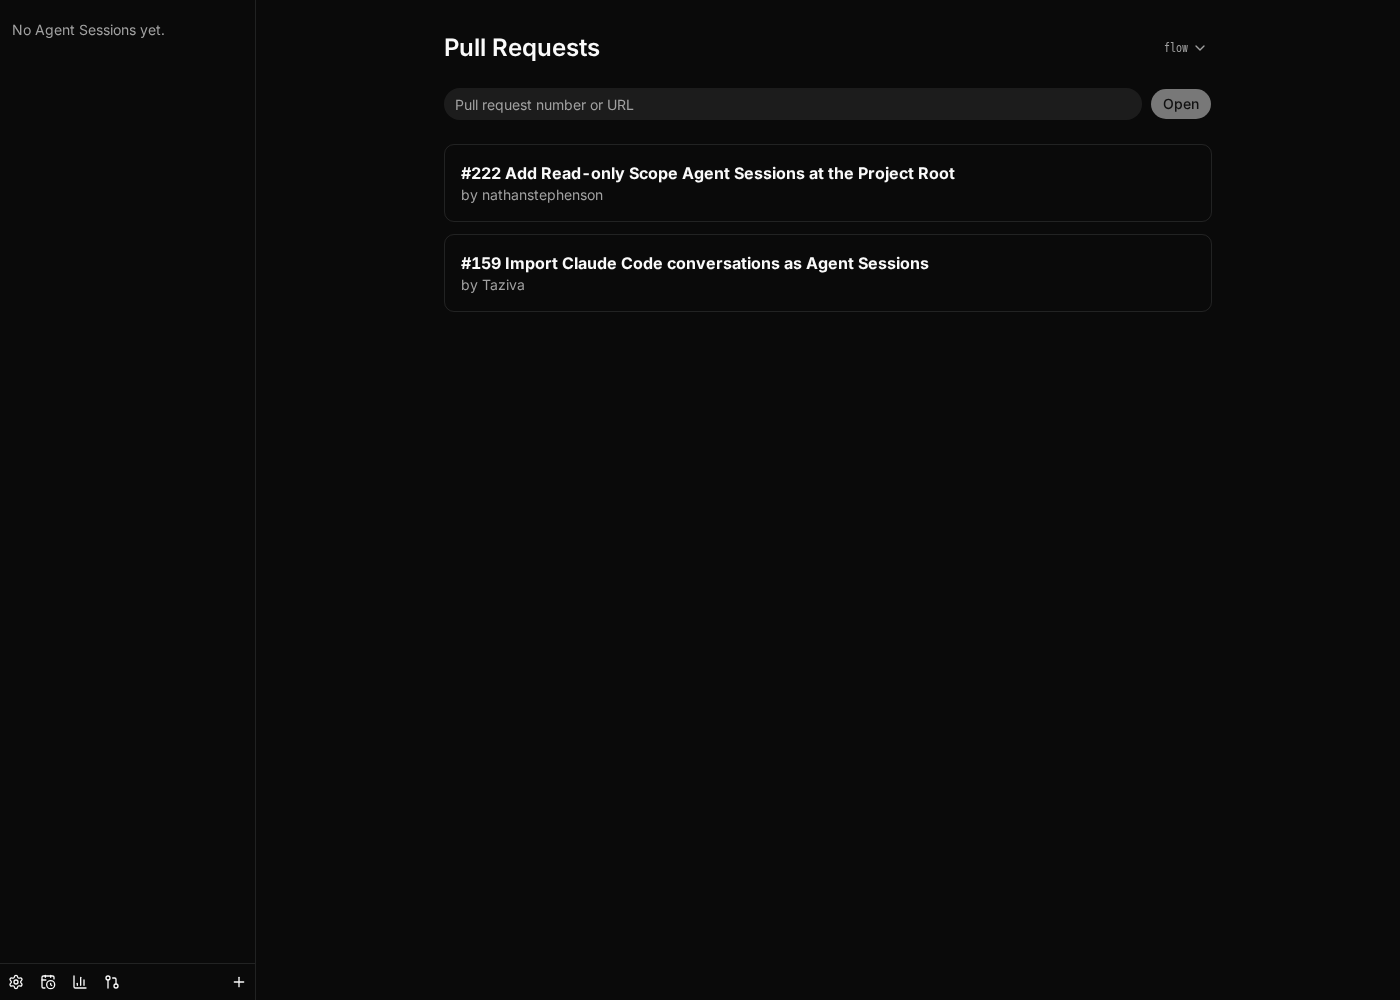 No Agent Sessions yet.
Pull Requests
flow
Pull request number or URL
Open
#222 Add Read-only Scope Agent Sessions at the Project Root
by nathanstephenson
#159 Import Claude Code conversations as Agent Sessions
by Taziva